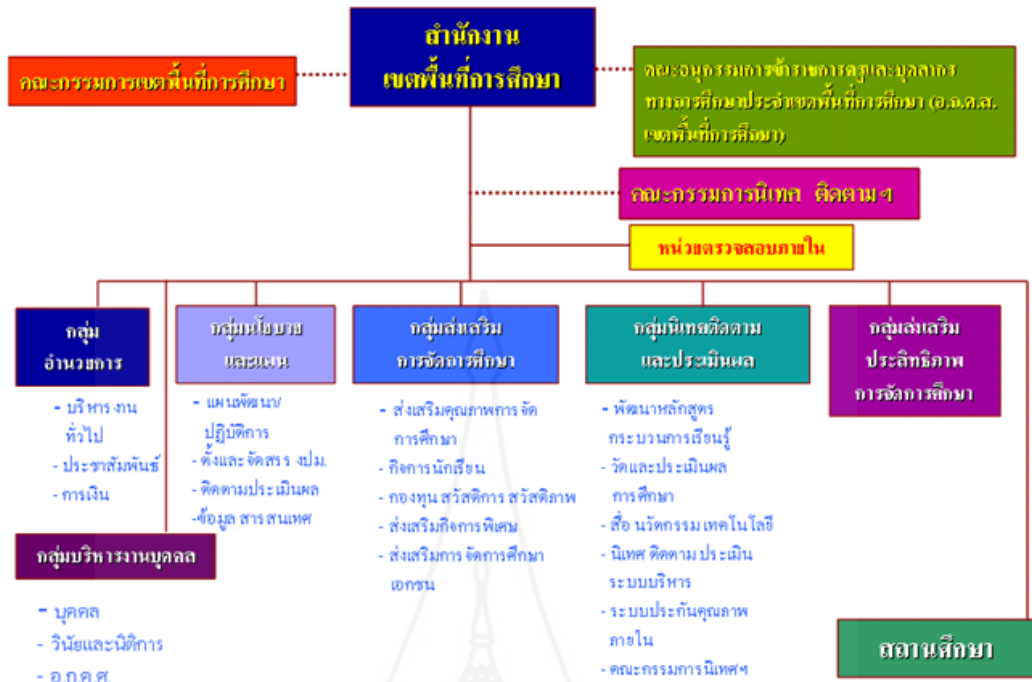 สำนักงาน
เขตพื้นที่การศึกษา
คณะกรรมการเขตพื้นที่การศึกษา
คณะอนุกรรมการข้าราชการครูและบุคลากร
ทางการศึกษาประจำเขตพื้นที่การศึกษา (อ.ก.ค.ศ.
เขตพื้นที่การศึกษา)
คณะกรรมการนิเทศ ติดตามฯ
หน่วยตรวจสอบภายใน
กลุ่ม
อำนวยการ
- บริหารงาน
ทั่วไป
- ประชาสัมพันธ์
- การเงิน
กลุ่มนโยบาย
และแผน
- แผนพัฒนา/
ปฏิบัติการ
- ตั้งและจัดสรร งปม.
- ติดตามประเมินผล
-ข้อมูล สารสนเทศ
กลุ่มส่งเสริม
การจัดการศึกษา
- ส่งเสริมคุณภาพการจัด
การศึกษา
- กิจการนักเรียน
- กองทุน สวัสดิการ สวัสดิภาพ
- ส่งเสริมกิจการพิเศษ
- ส่งเสริมการจัดการศึกษา
เอกชน
กลุ่มนิเทศติดตาม
และประเมินผล
- พัฒนาหลักสูตร
กระบวนการเรียนรู้
- วัดและประเมินผล
การศึกษา
- สื่อ นวัตกรรม เทคโนโลยี
- นิเทศ ติดตาม ประเมิน
ระบบบริหาร
- ระบบประกันคุณภาพ
ภายใน
- คณะกรรมการนิเทศฯ
กลุ่มส่งเสริม
ประสิทธิภาพ
การจัดการศึกษา
กลุ่มบริหารงานบุคคล
- บุคคล
- วินัยและนิติการ
- อ.ก.ค.ศ.
สถานศึกษา